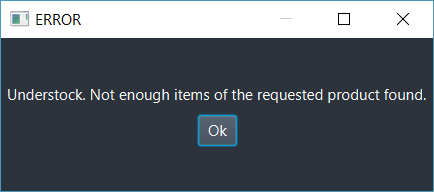 ERROR
Understock. Not enough items of the requested product found.
Ok